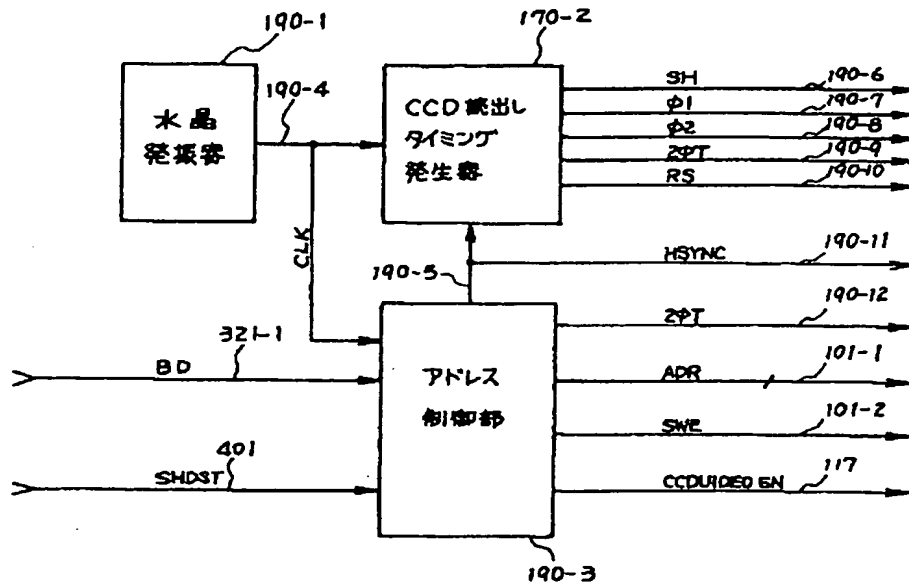 190-1
水晶
発振器
190-4
CLK
170-2
CCD読出し
タイミング
発生器
SH
190-6
Φ1
190-7
Φ2
190-8
2ΦT
190-9
RS
190-10
HSYNC
190-11
190-5
アドレス
制御部
190-3
BD
321-1
SHDST
401
2ΦT
190-12
ADR
101-1
SWE
101-2
CCDVIDEO EN
117